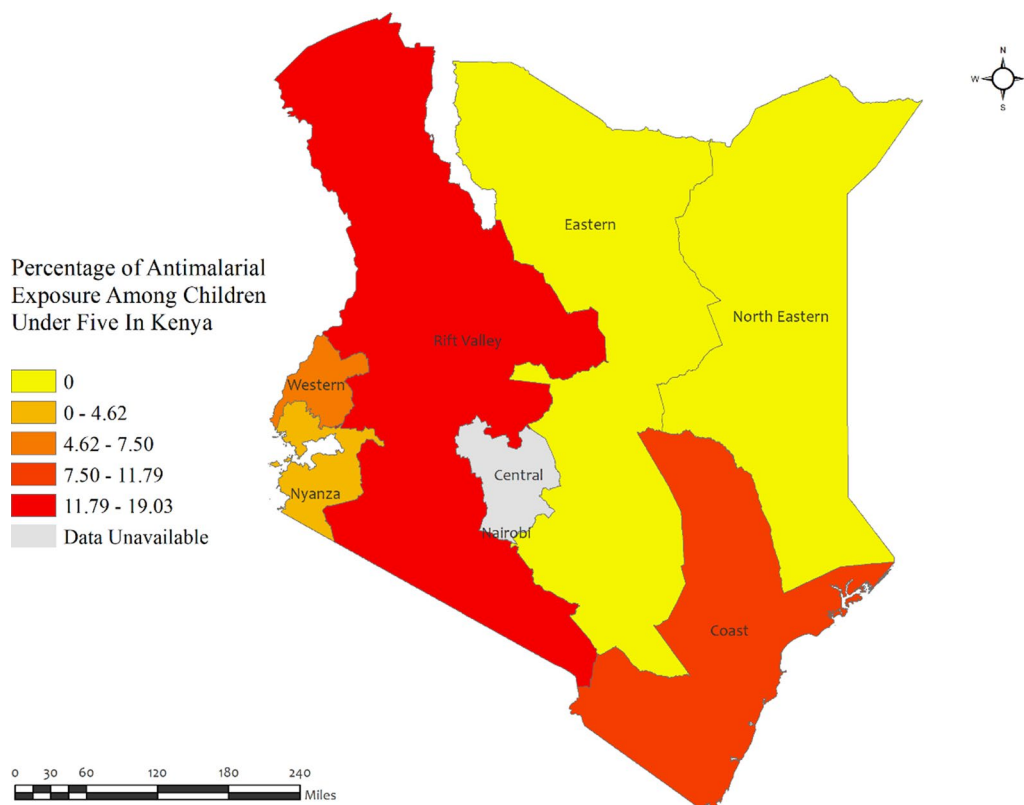 N
W
S
Eastern
Percentage of Antimalarial
Exposure Among Children
Under Five In Kenya
North Eastern
Rift Valley
0
Western
0 - 4.62
4.62 - 7.50
7.50 - 11.79
Central
Nyanza
11.79 - 19.03
Nairobi
Data Unavailable
Coast
0 30 60 120 180 240
Miles